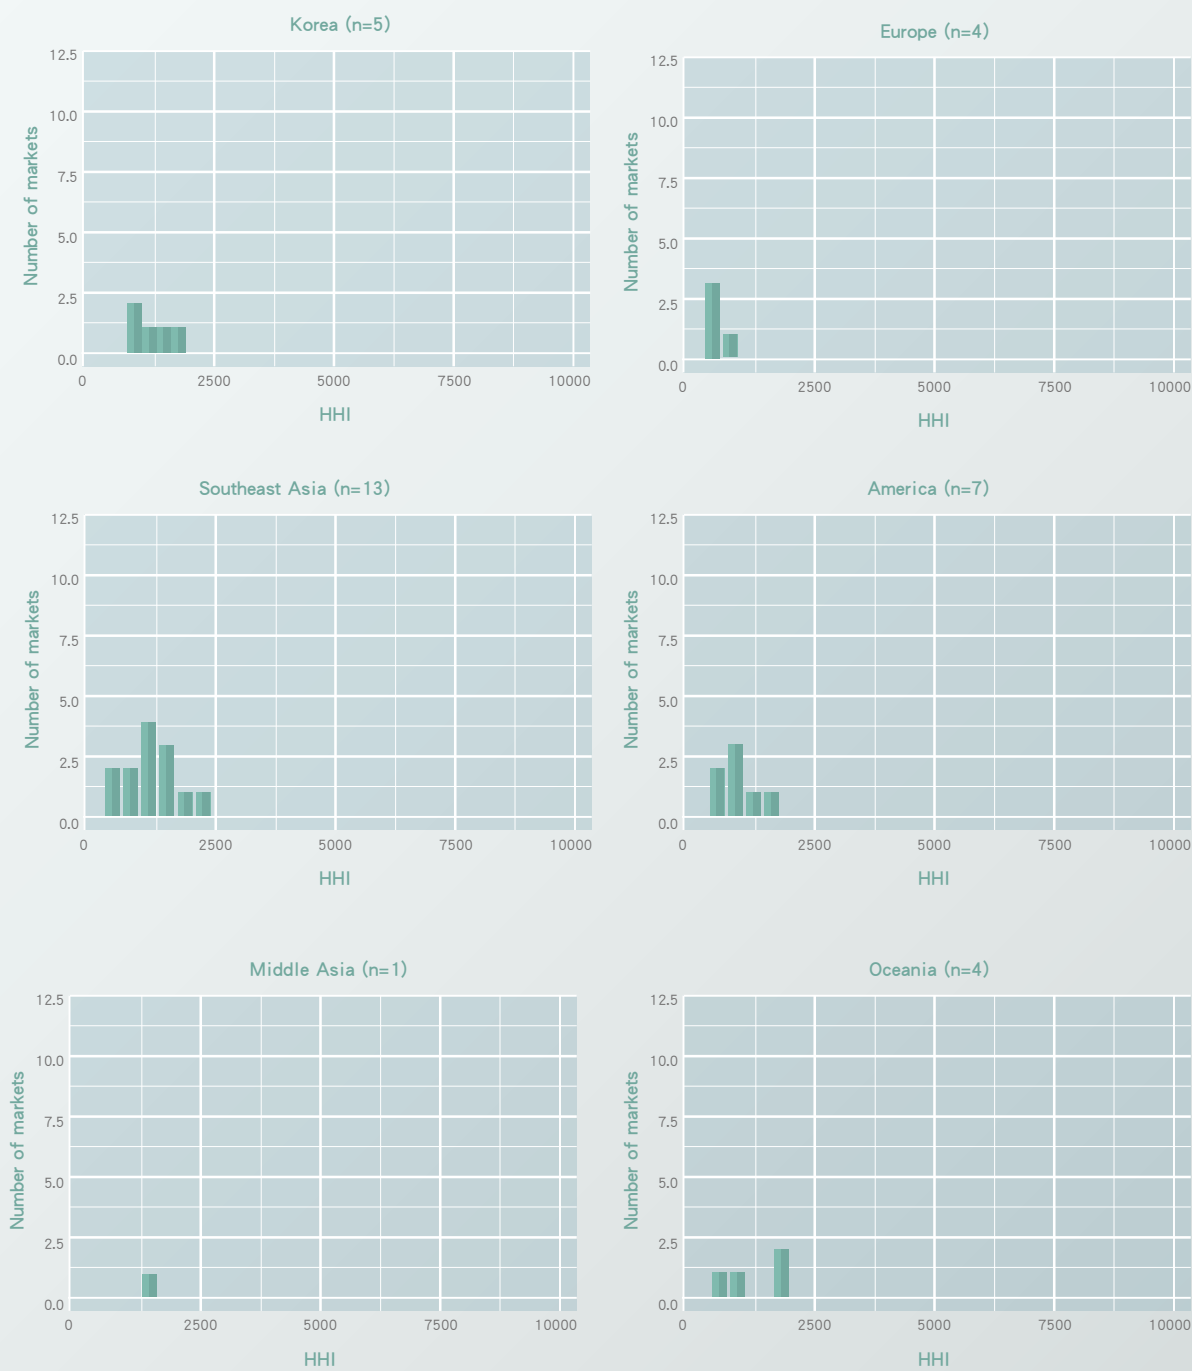 Korea (n=5)
Number of markets
12.5
10.0
7.5
5.0
2.5
0.0
0 2500 5000 7500 10000
HHI
Europe (n=4)
Number of markets
12.5
10.0
7.5
5.0
2.5
0.0
0 2500 5000 7500 10000
HHI
Southeast Asia (n=13)
Number of markets
12.5
10.0
7.5
5.0
2.5
0.0
0 2500 5000 7500 10000
HHI
America (n=7)
Number of markets
12.5
10.0
7.5
5.0
2.5
0.0
0 2500 5000 7500 10000
HHI
Middle Asia (n=1)
Number of markets
12.5
10.0
7.5
5.0
2.5
0.0
0 2500 5000 7500 10000
HHI
Oceania (n=4)
Number of markets
12.5
10.0
7.5
5.0
2.5
0.0
0 2500 5000 7500 10000
HHI